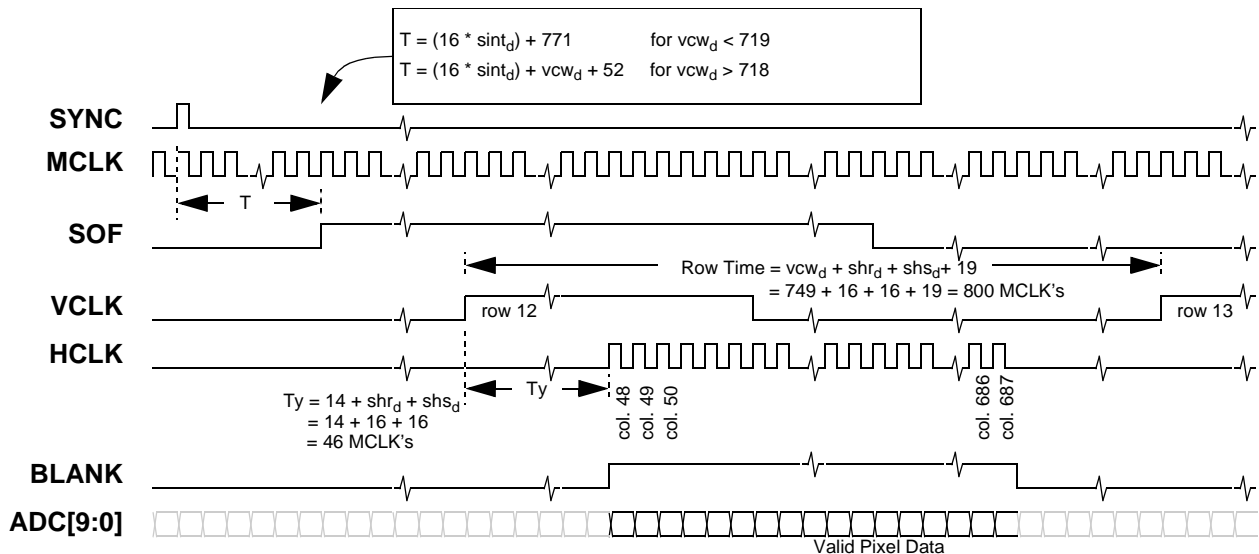 T = (16 * sint_d) + 771 for vcw_d < 719
T = (16 * sint_d) + vcw_d + 52 for vcw_d > 718
SYNC
MCLK
T
SOF
Row Time = vcw_d + shr_d + shs_d+ 19
= 749 + 16 + 16 + 19 = 800 MCLK's
VCLK
row 12
row 13
HCLK
Ty
Ty = 14 + shr_d + shs_d
= 14 + 16 + 16
= 46 MCLK's
col. 48
col. 49
col. 50
col. 686
col. 687
BLANK
ADC[9:0]
Valid Pixel Data